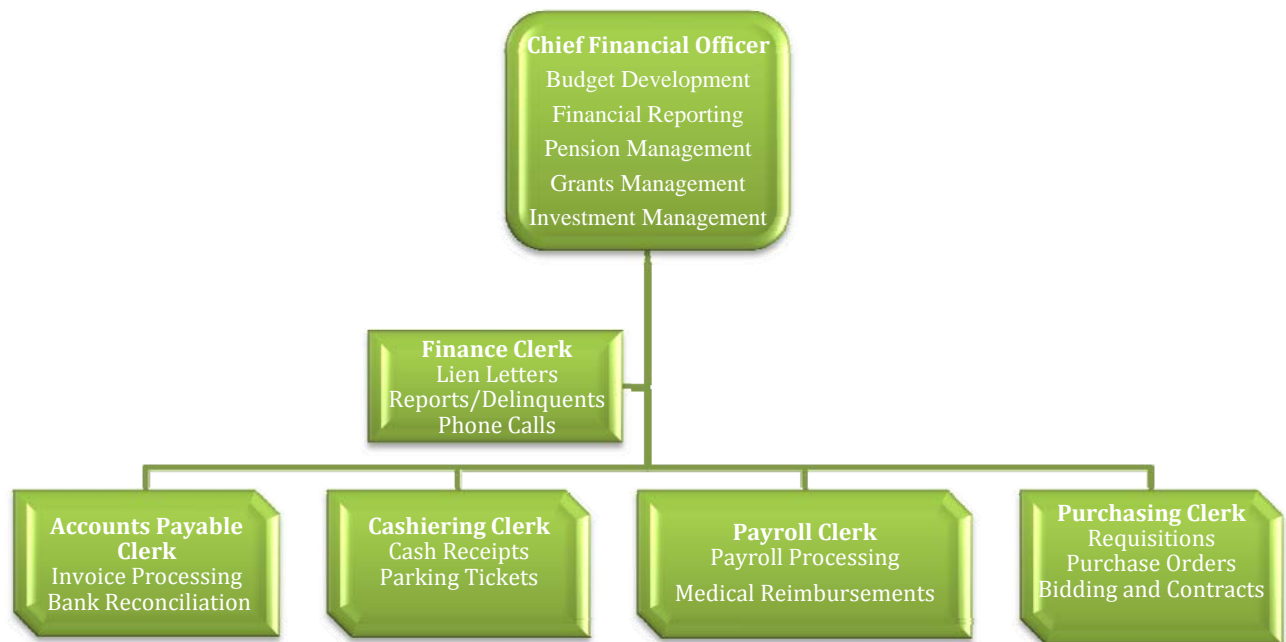 Chief Financial Officer
Budget Development
Financial Reporting
Pension Management
Grants Management
Investment Management
Finance Clerk
Lien Letters
Reports/Delinquents
Phone Calls
Accounts Payable
Clerk
Invoice Processing
Bank Reconciliation
Cashiering Clerk
Cash Receipts
Parking Tickets
Payroll Clerk
Payroll Processing
Medical Reimbursements
Purchasing Clerk
Requisitions
Purchase Orders
Bidding and Contracts